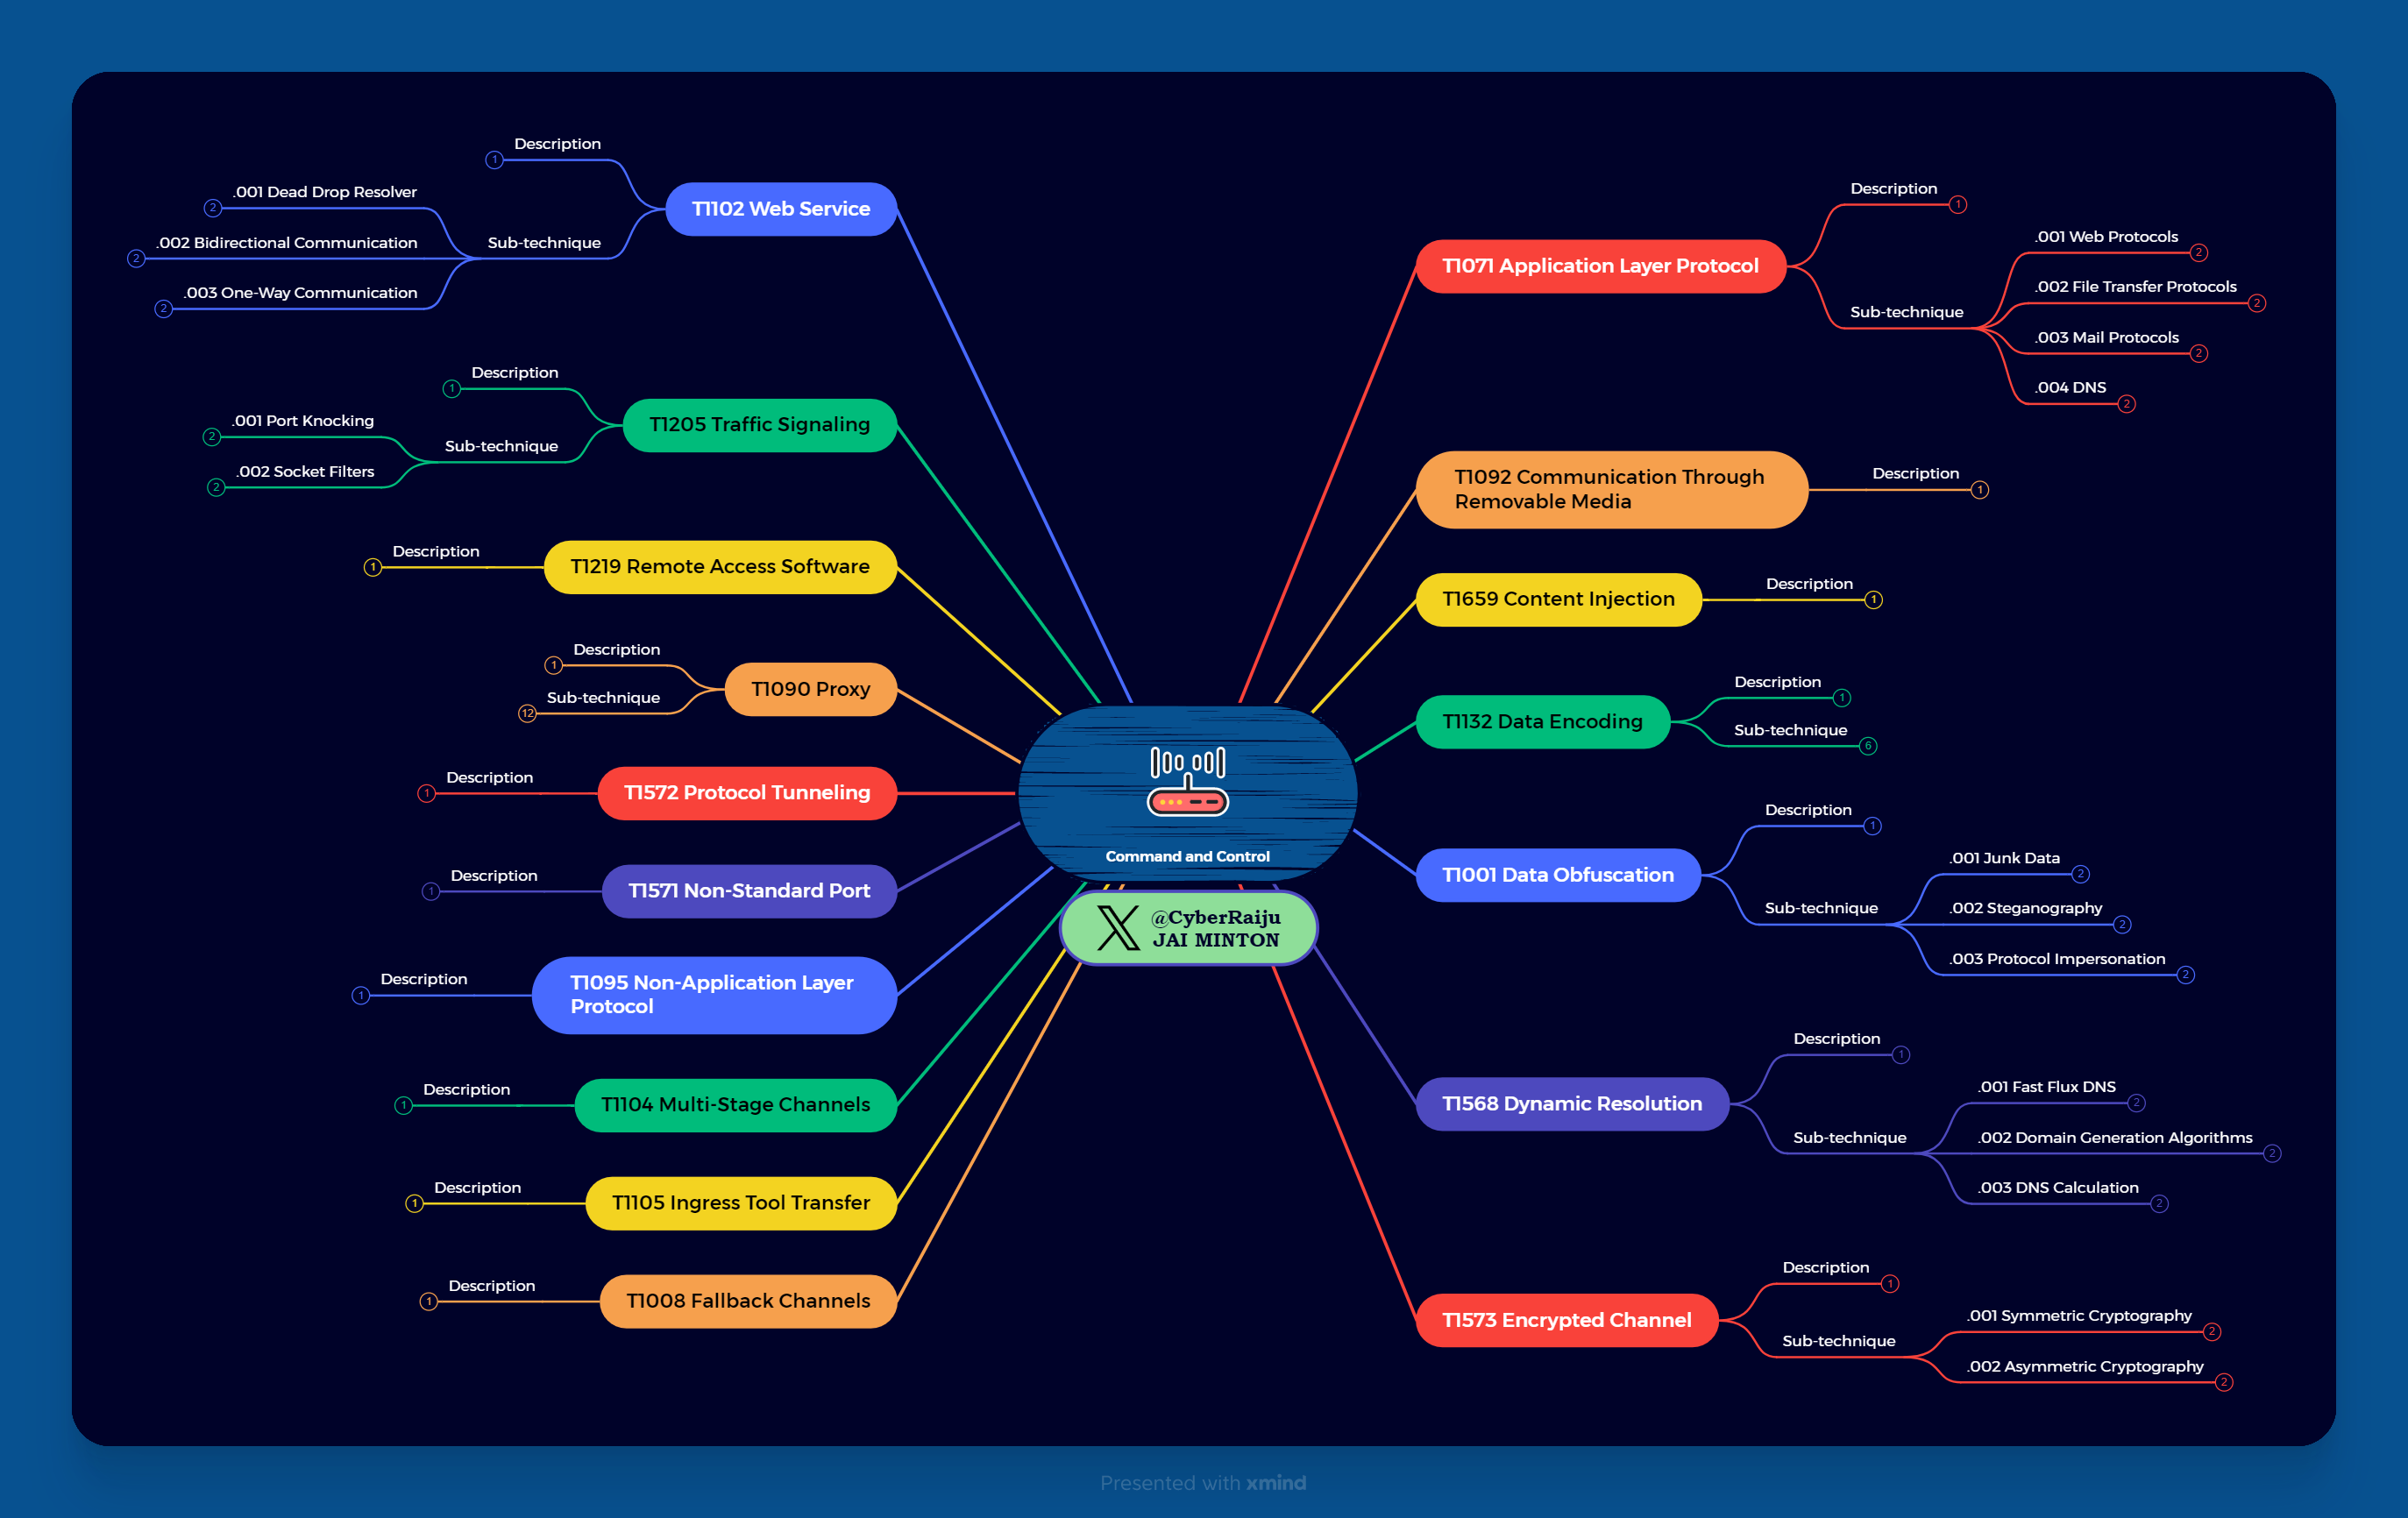 Description
1
.001 Dead Drop Resolver
2
.002 Bidirectional Communication
2
.003 One-Way Communication
2
Sub-technique
T1102 Web Service
Description
1
.001 Port Knocking
2
.002 Socket Filters
2
Sub-technique
T1205 Traffic Signaling
Description
1
T1219 Remote Access Software
Description
1
Sub-technique
12
T1090 Proxy
Description
1
T1572 Protocol Tunneling
Description
1
T1571 Non-Standard Port
Description
1
T1095 Non-Application Layer
Protocol
Description
1
T1104 Multi-Stage Channels
Description
1
T1105 Ingress Tool Transfer
Description
1
T1008 Fallback Channels
Command and Control
@CyberRaiju
JAI MINTON
T1071 Application Layer Protocol
Description
1
Sub-technique
.001 Web Protocols
2
.002 File Transfer Protocols
2
.003 Mail Protocols
2
.004 DNS
2
T1092 Communication Through
Removable Media
Description
1
T1659 Content Injection
Description
1
T1132 Data Encoding
Description
1
Sub-technique
6
T1001 Data Obfuscation
Description
1
Sub-technique
.001 Junk Data
2
.002 Steganography
2
.003 Protocol Impersonation
2
T1568 Dynamic Resolution
Description
1
Sub-technique
.001 Fast Flux DNS
2
.002 Domain Generation Algorithms
2
.003 DNS Calculation
2
T1573 Encrypted Channel
Description
1
Sub-technique
.001 Symmetric Cryptography
2
.002 Asymmetric Cryptography
2
Presented with xmind